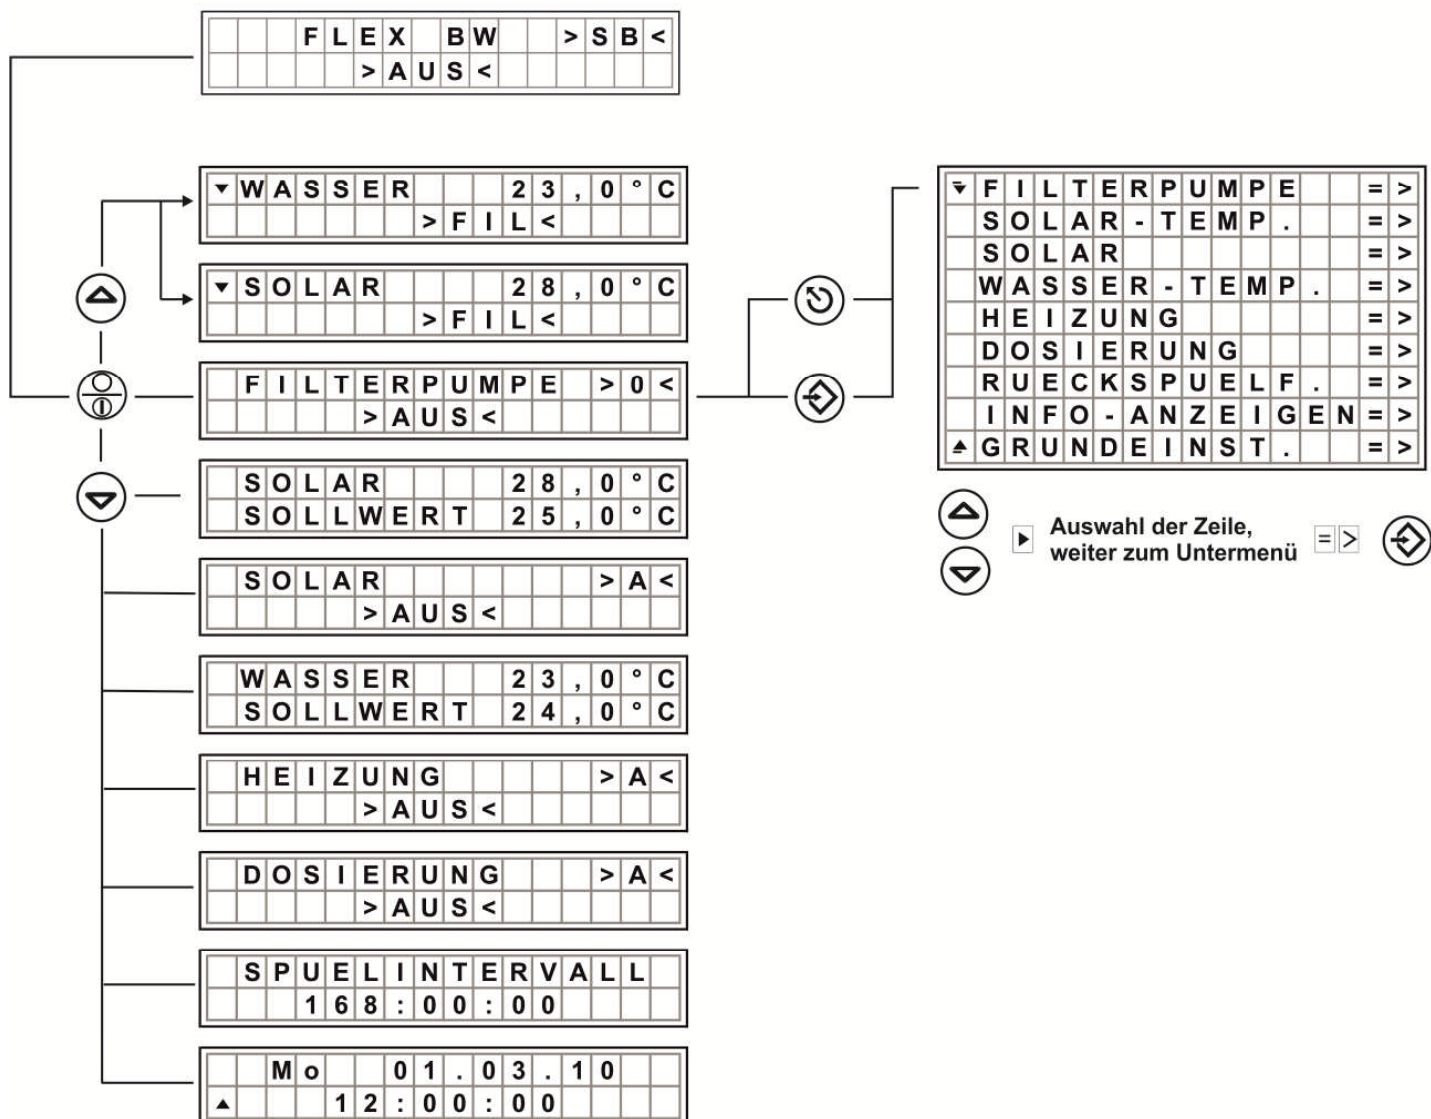 FLEX BW >SB<
>AUS<
▼WASSER 23,0°C
>FIL<
▼SOLAR 28,0°C
>FIL<
FILTERPUMPE >0<
>AUS<
SOLAR 28,0°C
SOLLWERT 25,0°C
SOLAR >A<
>AUS<
WASSER 23,0°C
SOLLWERT 24,0°C
HEIZUNG >A<
>AUS<
DOSIERUNG >A<
>AUS<
SPUELINTERVALL
168:00:00
Mo 01.03.10
▲ 12:00:00
FILTERPUMPE =>
SOLAR-TEMP. =>
SOLAR =>
WASSER-TEMP. =>
HEIZUNG =>
DOSIERUNG =>
RUECKSPUELF. =>
INFO-ANZEIGEN=>
GRUNDEINST. =>
Auswahl der Zeile,
weiter zum Untermenü =>